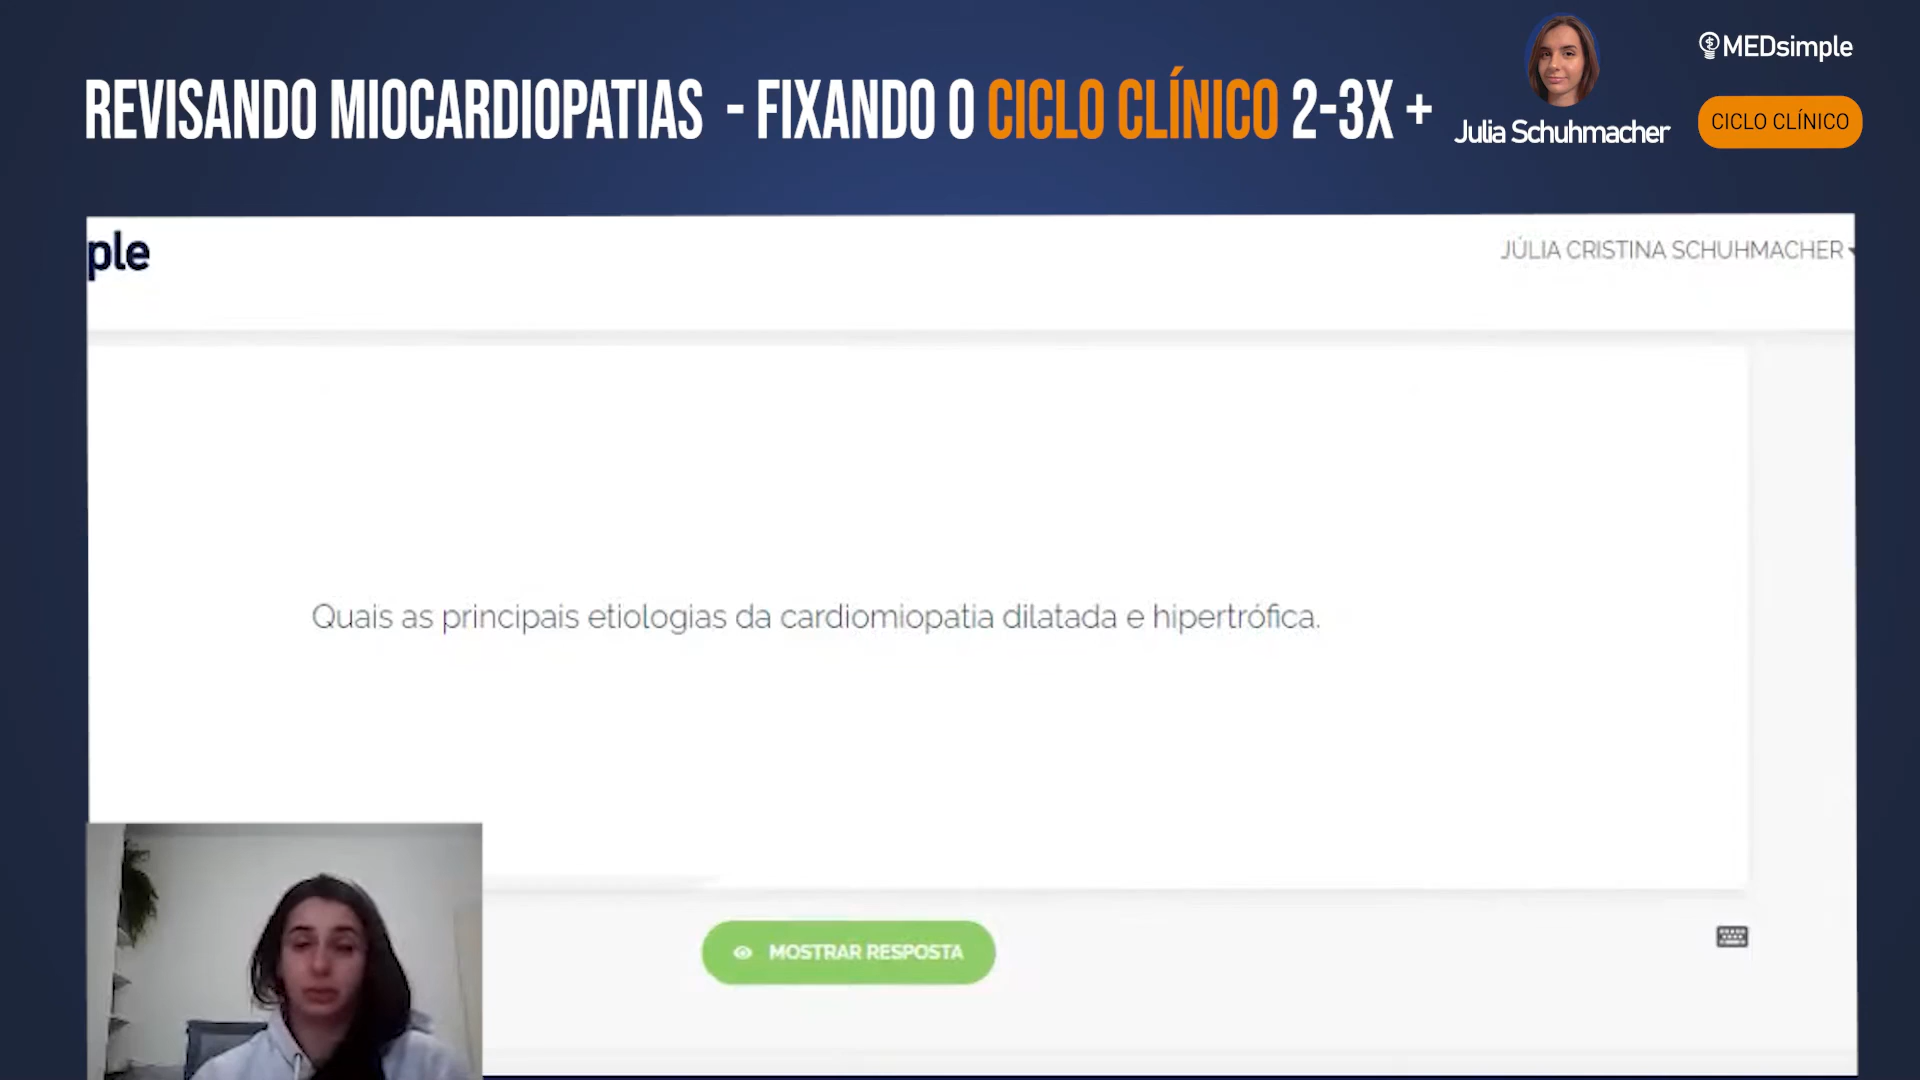 REVISANDO MIOCARDIOPATIAS - FIXANDO O CICLO CLÍNICO 2-3X +
Julia Schuhmacher
MEDsimple
CICLO CLÍNICO
ple
JÚLIA CRISTINA SCHUHMACHER
Quais as principais etiologias da cardiomiopatia dilatada e hipertrófica.
MOSTRAR RESPOSTA